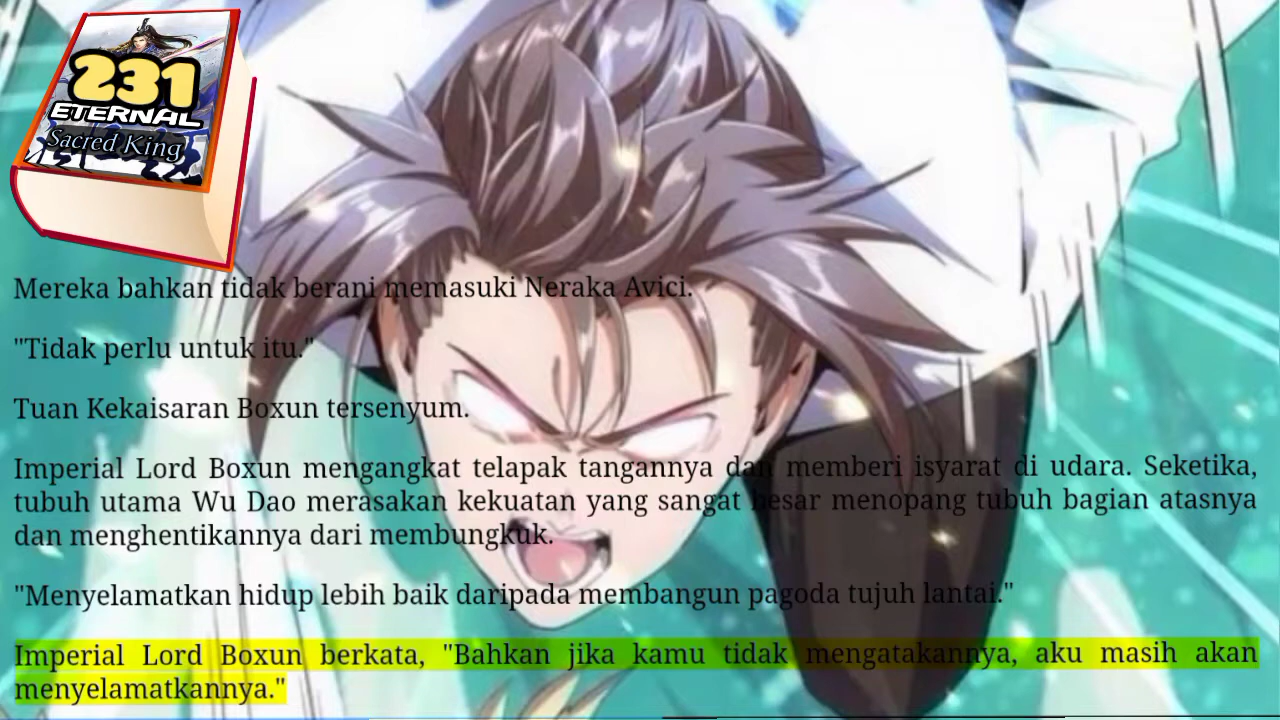 231
ETERNAL
Sacred King
Mereka bahkan tidak berani memasuki Neraka Avici.
"Tidak perlu untuk itu."
Tuan Kekaisaran Boxun tersenyum.
Imperial Lord Boxun mengangkat telapak tangannya dan memberi isyarat di udara. Seketika,
tubuh utama Wu Dao merasakan kekuatan yang sangat besar menopang tubuh bagian atasnya
dan menghentikannya dari membungkuk.
"Menyelamatkan hidup lebih baik daripada membangun pagoda tujuh lantai."
Imperial Lord Boxun berkata, "Bahkan jika kamu tidak mengatakannya, aku masih akan
menyelamatkannya."